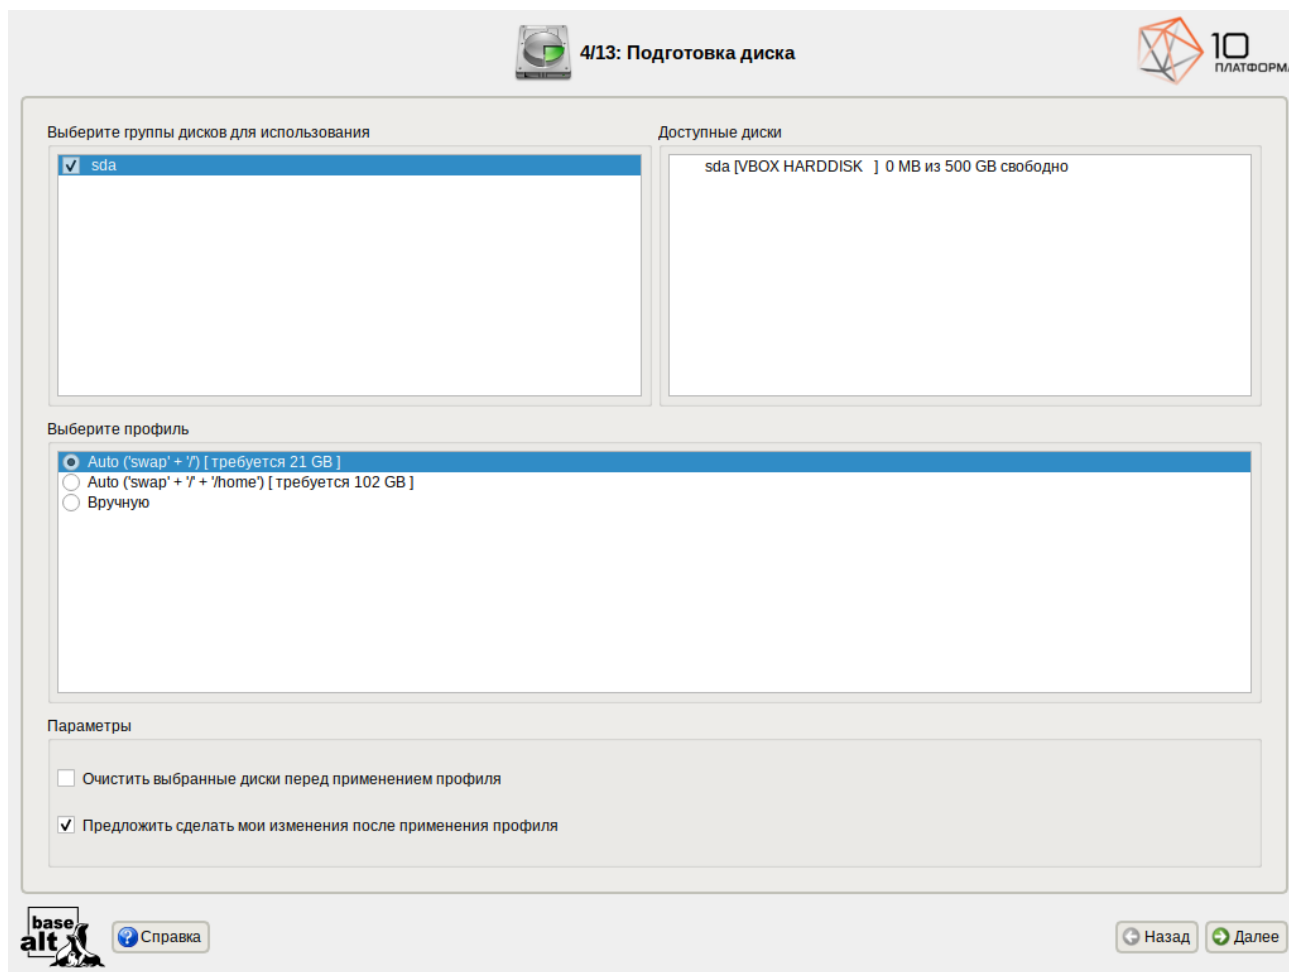 4/13: Подготовка диска
10
ПЛАТФОРМА
Выберите группы дисков для использования
Доступные диски
sda
sda [VBOX HARDDISK ] 0 MB из 500 GB свободно
Выберите профиль
Auto ('swap' + '/') [ требуется 21 GB ]
Auto ('swap' + '/' + '/home') [ требуется 102 GB ]
Вручную
Параметры
Очистить выбранные диски перед применением профиля
Предложить сделать мои изменения после применения профиля
base
alt
Справка
Назад
Далее